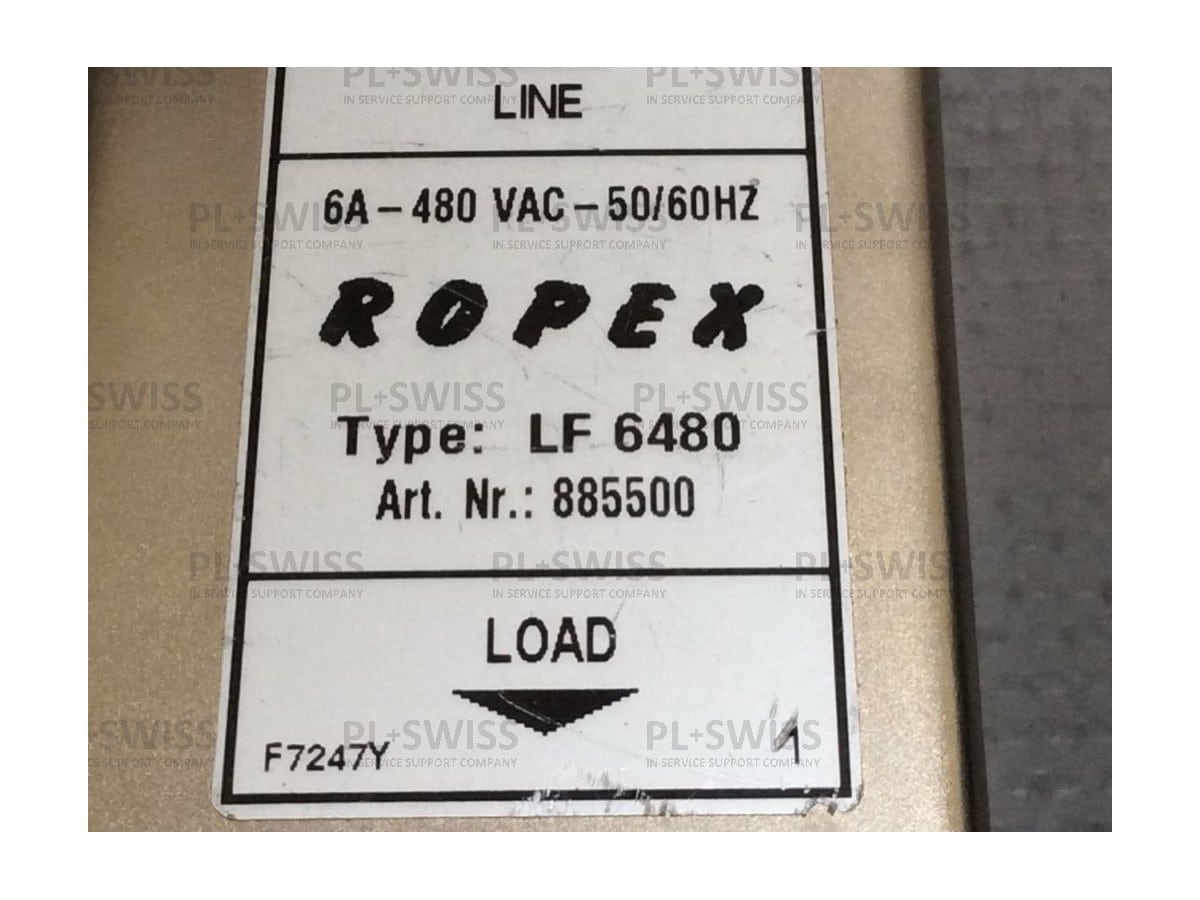 LINE
6A – 480 VAC – 50/60HZ
ROPEX
Type: LF 6480
Art. Nr.: 885500
LOAD
F7247Y
1
PL+SWISS
IN SERVICE SUPPORT COMPANY